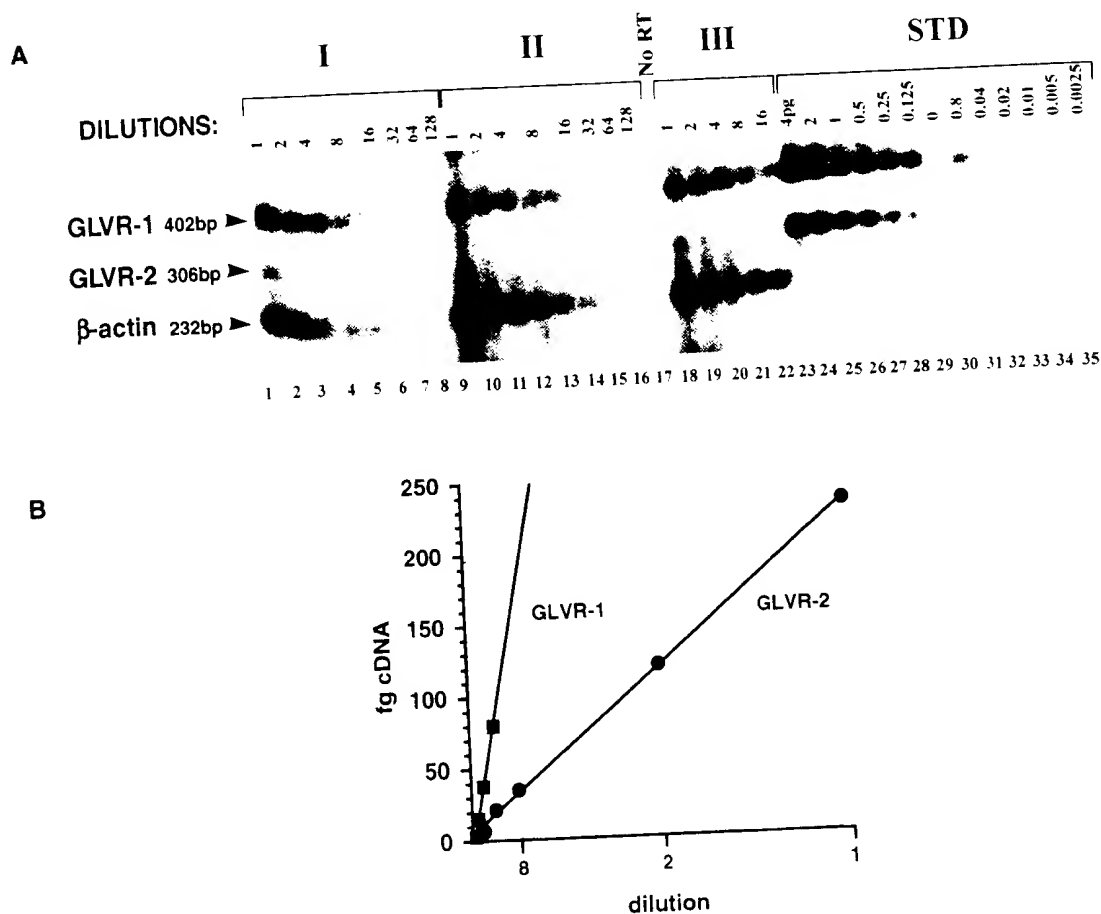 A
I II No RT III STD
DILUTIONS: 1 2 4 8 16 32 64 128 1 2 4 8 16 32 64 128 1 2 4 8 16 4pg 2 1 0.5 0.25 0.125 0 0.8 0.04 0.02 0.01 0.005 0.0025
GLVR-1 402bp
GLVR-2 306bp
β-actin 232bp
1 2 3 4 5 6 7 8 9 10 11 12 13 14 15 16 17 18 19 20 21 22 23 24 25 26 27 28 29 30 31 32 33 34 35
B
250
200
150
100
50
0
fg cDNA
GLVR-1
GLVR-2
8 2 1
dilution